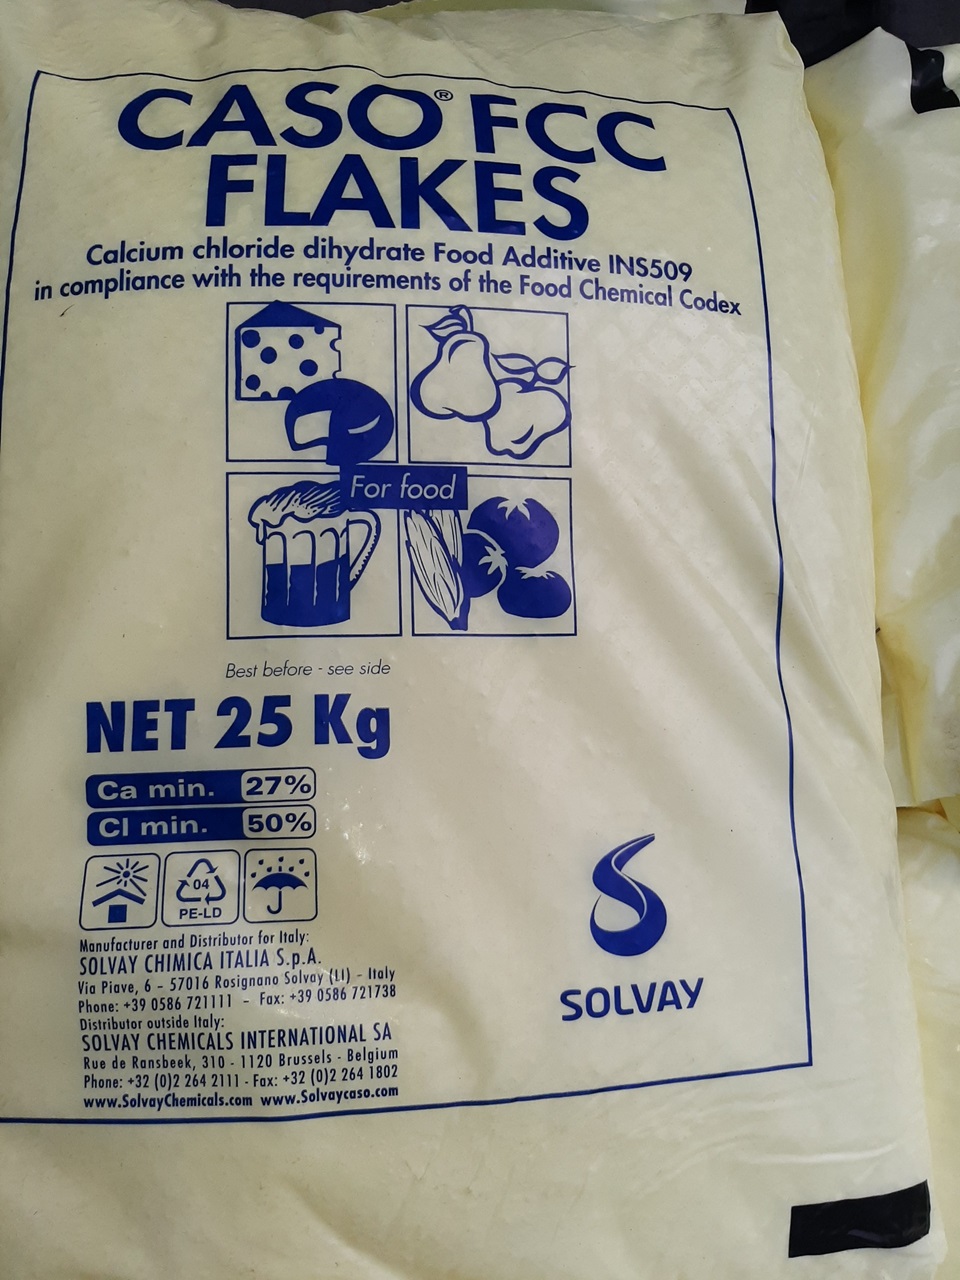 CASO® FCC
FLAKES
Calcium chloride dihydrate Food Additive INS509
in compliance with the requirements of the Food Chemical Codex
For food
Best before - see side
NET 25 Kg
Ca min. 27%
Cl min. 50%
04
PE-LD
Manufacturer and Distributor for Italy:
SOLVAY CHIMICA ITALIA S.p.A.
Via Piave, 6 - 57016 Rosignano Solvay (LI) - Italy
Phone: +39 0586 721111 - Fax: +39 0586 721738
Distributor outside Italy:
SOLVAY CHEMICALS INTERNATIONAL SA
Rue de Ransbeek, 310 - 1120 Brussels - Belgium
Phone: +32 (0)2 264 2111 - Fax: +32 (0)2 264 1802
www.SolvayChemicals.com www.Solvaycaso.com
SOLVAY